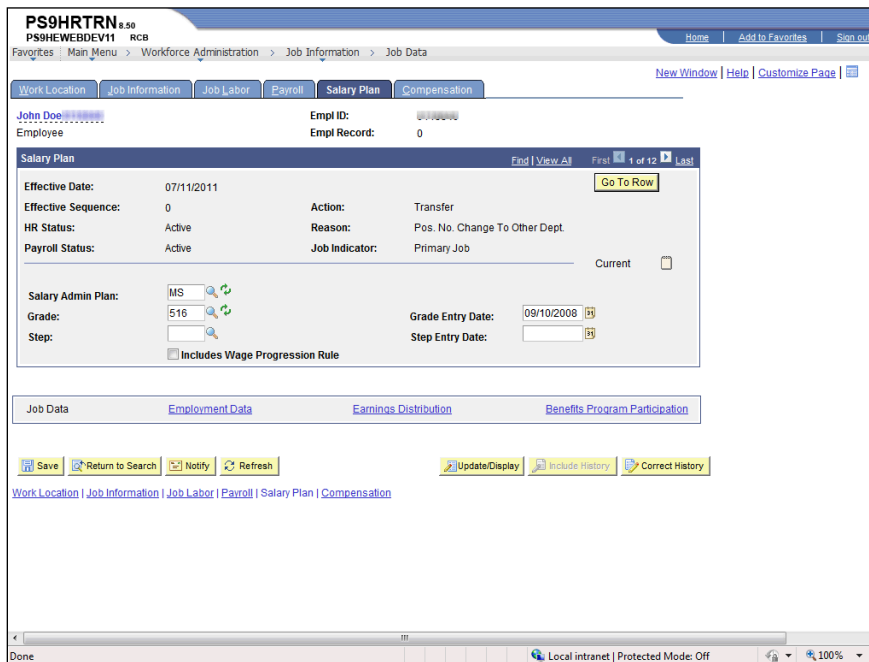 PS9HRTRN 8.50
PS9HEWEBDEV11 RCB
Home | Add to Favorites | Sign out
Favorites Main Menu > Workforce Administration > Job Information > Job Data
New Window | Help | Customize Page |
Work Location Job Information Job Labor Payroll Salary Plan Compensation
John Doe Empl ID:
Employee Empl Record: 0
Salary Plan Find | View All First 1 of 12 Last
Go To Row
Effective Date: 07/11/2011
Effective Sequence: 0 Action: Transfer
HR Status: Active Reason: Pos. No. Change To Other Dept.
Payroll Status: Active Job Indicator: Primary Job
Current
Salary Admin Plan: MS
Grade: 516 Grade Entry Date: 09/10/2008 31
Step: Step Entry Date: 31
Includes Wage Progression Rule
Job Data Employment Data Earnings Distribution Benefits Program Participation
Save Return to Search Notify Refresh Update/Display Include History Correct History
Work Location | Job Information | Job Labor | Payroll | Salary Plan | Compensation
Done Local intranet | Protected Mode: Off 100%